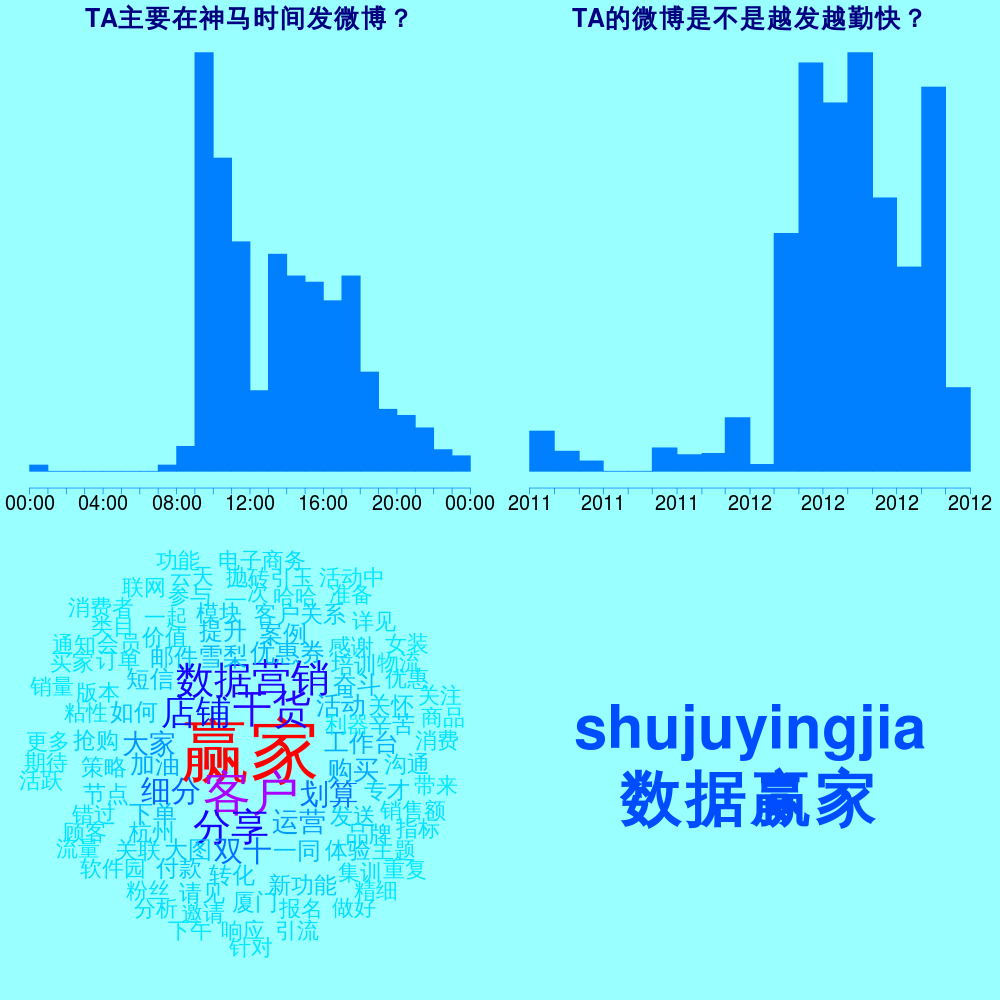 TA主要在神马时间发微博？
TA的微博是不是越发越勤快？
00:00 04:00 08:00 12:00 16:00 20:00 00:00
2011 2011 2011 2012 2012 2012 2012
功能 电子商务
云天 抛砖引玉 活动中
联网 参与 二次 哈哈 准备
消费者 一起 模块 客户关系 详见
类目 价值 提升 案例
通知会员 邮件 雪梨 优惠券 感谢 女装
买家 订单 培训 物流
短信 数据营销 奋斗 优惠
销量 版本 关注
粘性 如何 店铺 干货 活动 关怀 商品
利器 辛苦
更多 抢购 大家 赢家 工作台 消费
期待 策略 加油 购买 沟通
活跃 节点 细分 客户 划算 专才 带来
错过 下单 分享 运营 发送 销售额
顾客 杭州 品牌 指标
流量 关联 大图 双十一 同 体验 主题
软件园 付款 转化 新功能 集训 重复
粉丝 请见 精细
分析 邀请 厦门 报名 做好
下午 响应 引流
针对
shujuyingjia
数据赢家